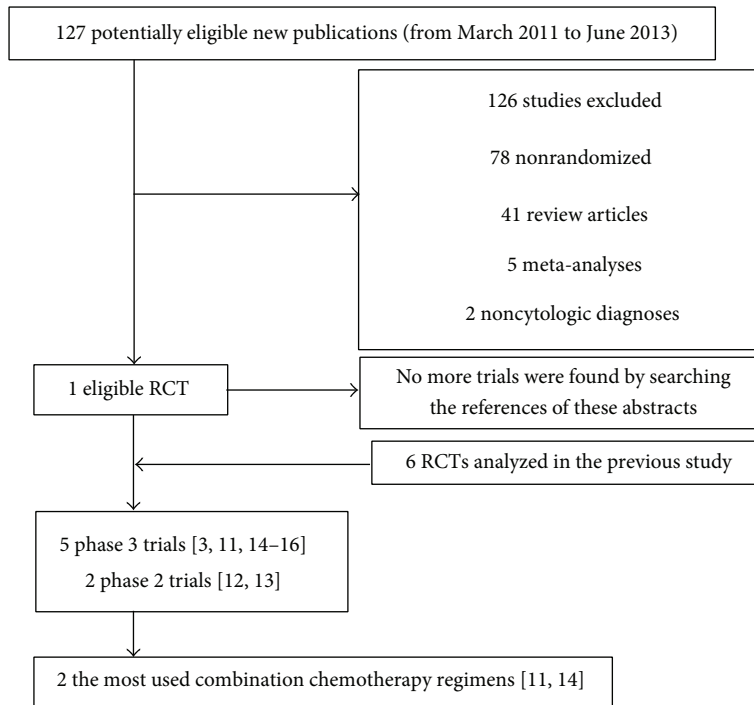 127 potentially eligible new publications (from March 2011 to June 2013)
126 studies excluded
78 nonrandomized
41 review articles
5 meta-analyses
2 noncytologic diagnoses
1 eligible RCT
No more trials were found by searching
the references of these abstracts
6 RCTs analyzed in the previous study
5 phase 3 trials [3, 11, 14–16]
2 phase 2 trials [12, 13]
2 the most used combination chemotherapy regimens [11, 14]